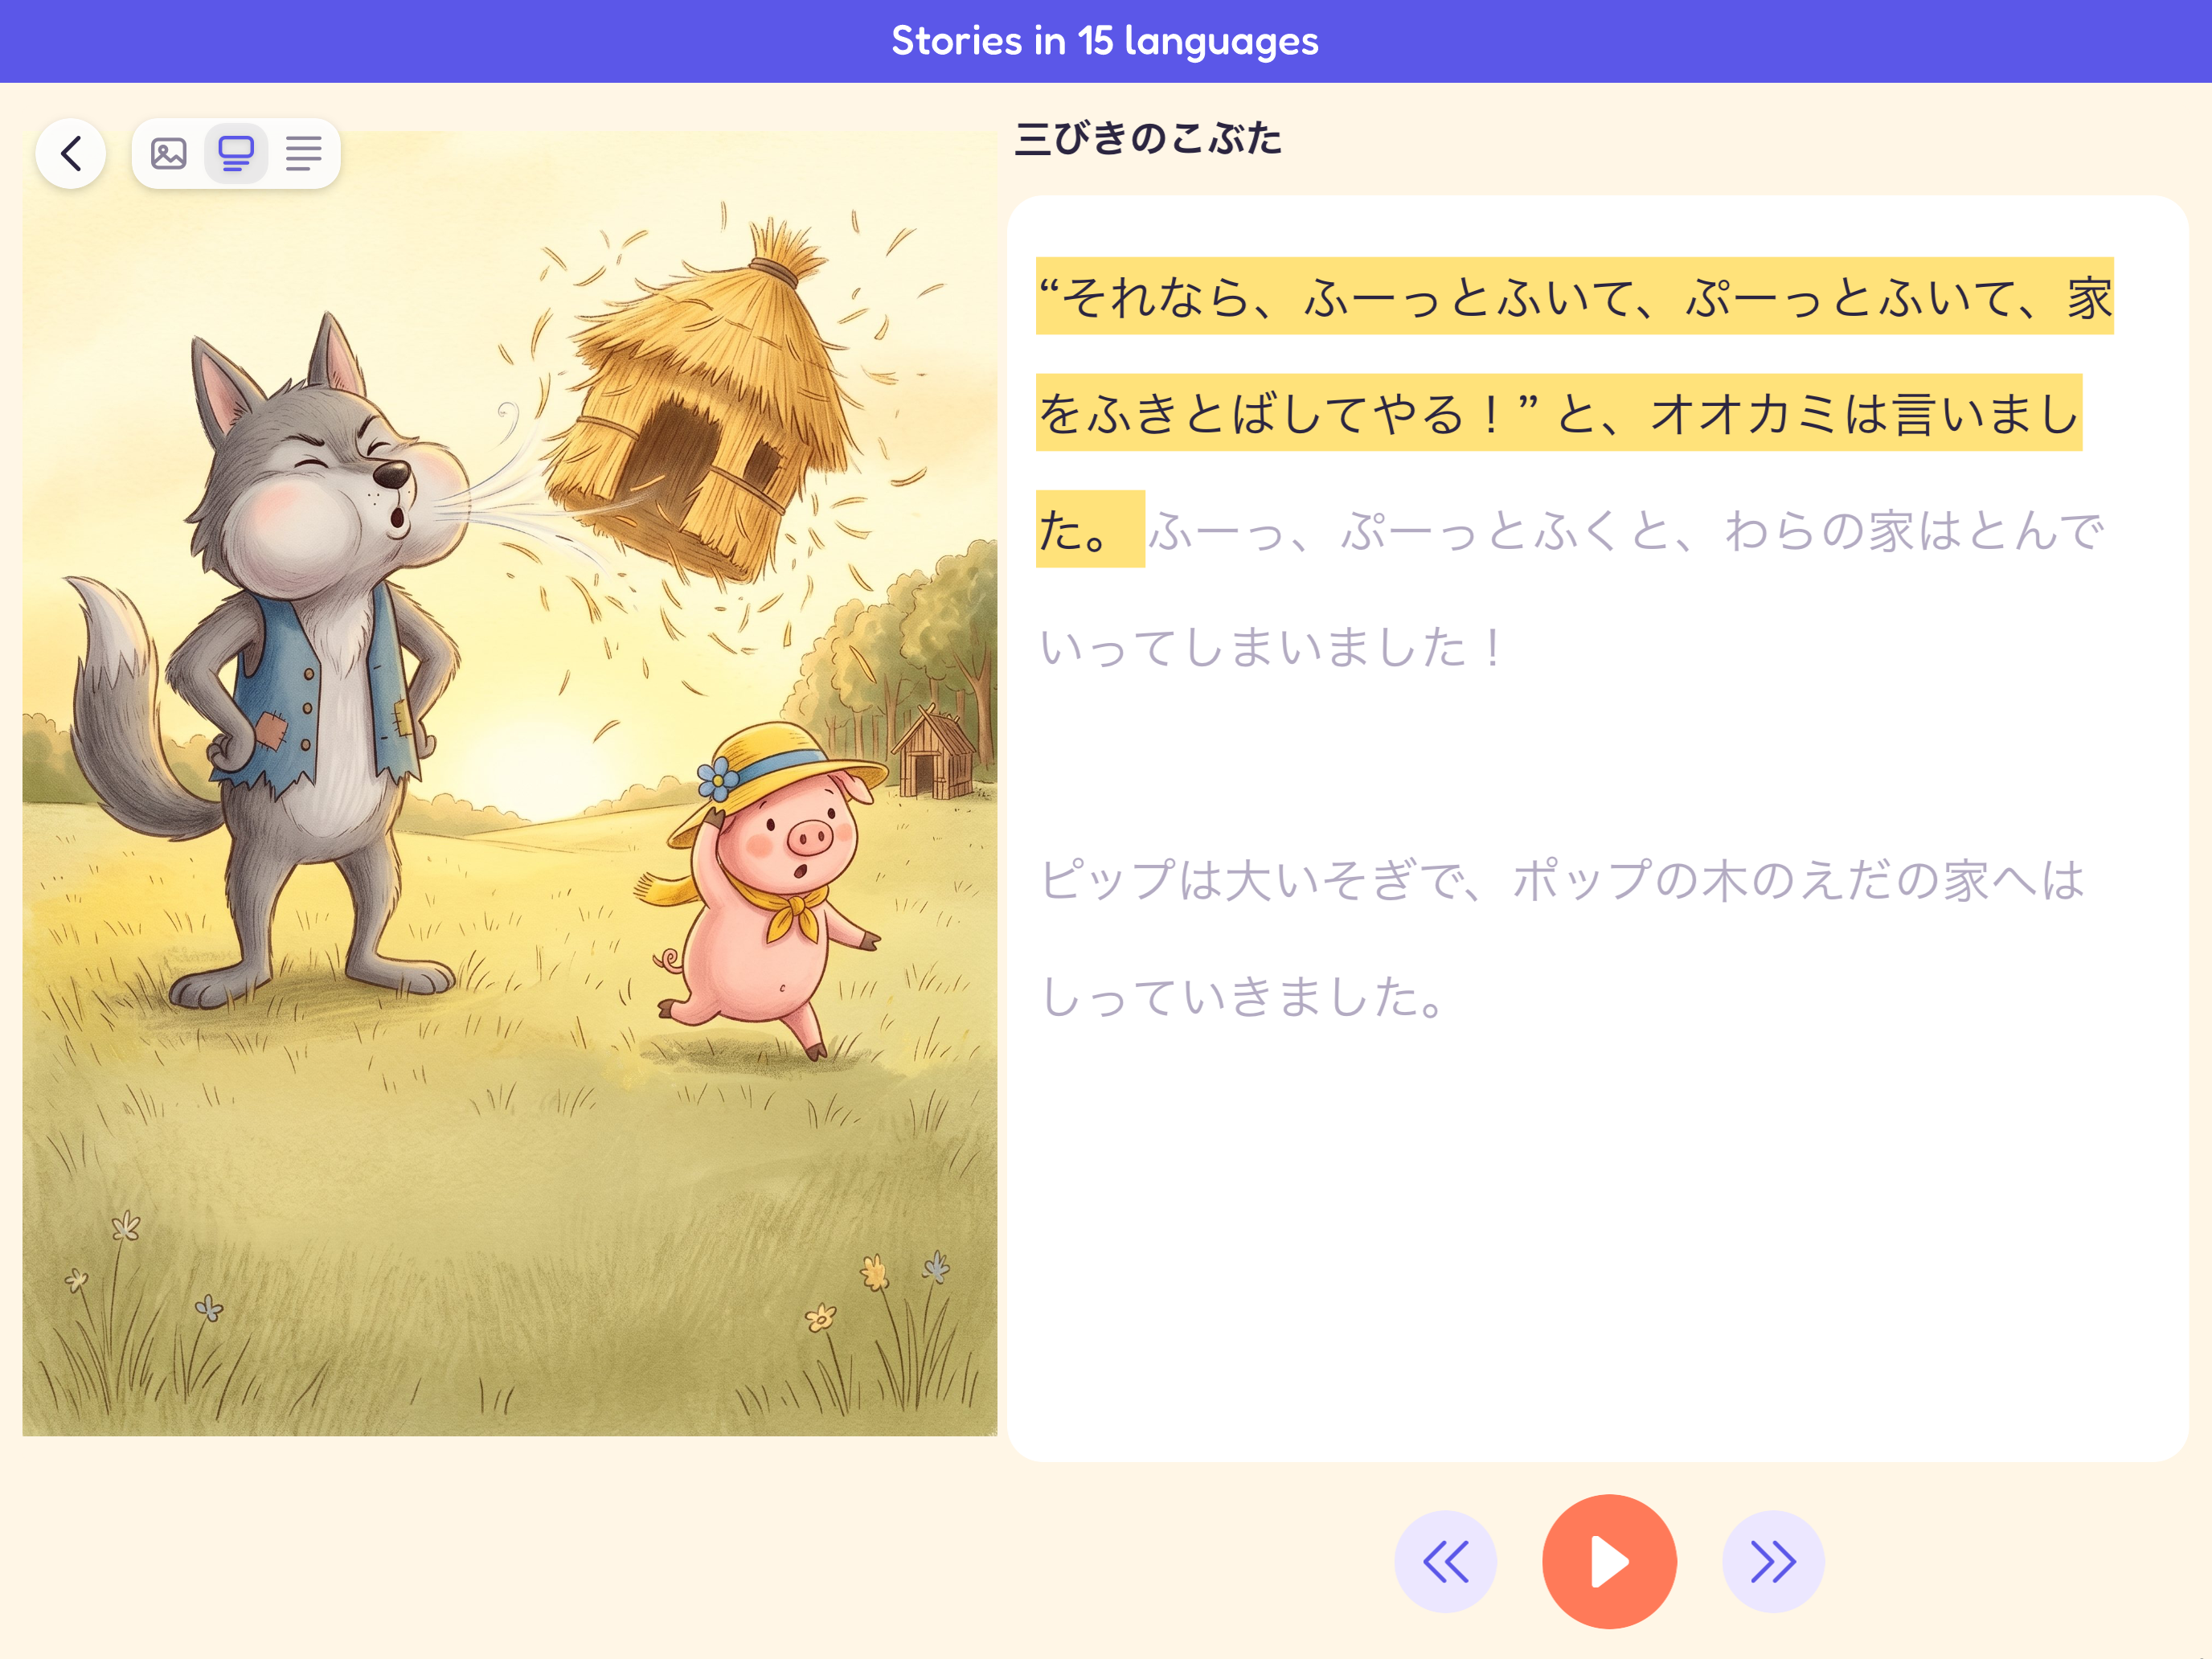 Stories in 15 languages
三びきのこぶた
“それなら、ふーっとふいて、ぷーっとふいて、家
をふきとばしてやる！” と、オオカミは言いまし
た。 ふーっ、ぷーっとふくと、わらの家はとんで
いってしまいました！
ピップは大いそぎで、ポップの木のえだの家へは
しっていきました。